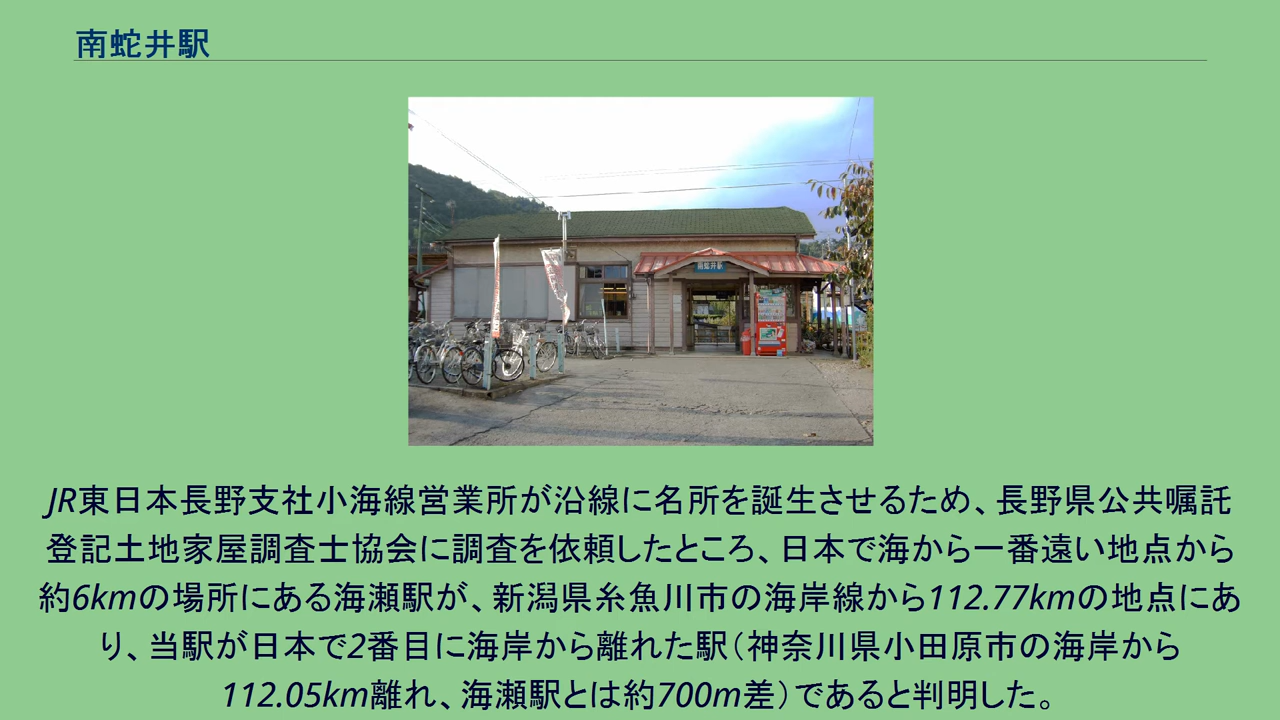 南蛇井駅
南蛇井駅
JR東日本長野支社小海線営業所が沿線に名所を誕生させるため、長野県公共嘱託
登記土地家屋調査士協会に調査を依頼したところ、日本で海から一番遠い地点から
約6kmの場所にある海瀬駅が、新潟県糸魚川市の海岸線から112.77kmの地点にあ
り、当駅が日本で2番目に海岸から離れた駅（神奈川県小田原市の海岸から
112.05km離れ、海瀬駅とは約700m差）であると判明した。